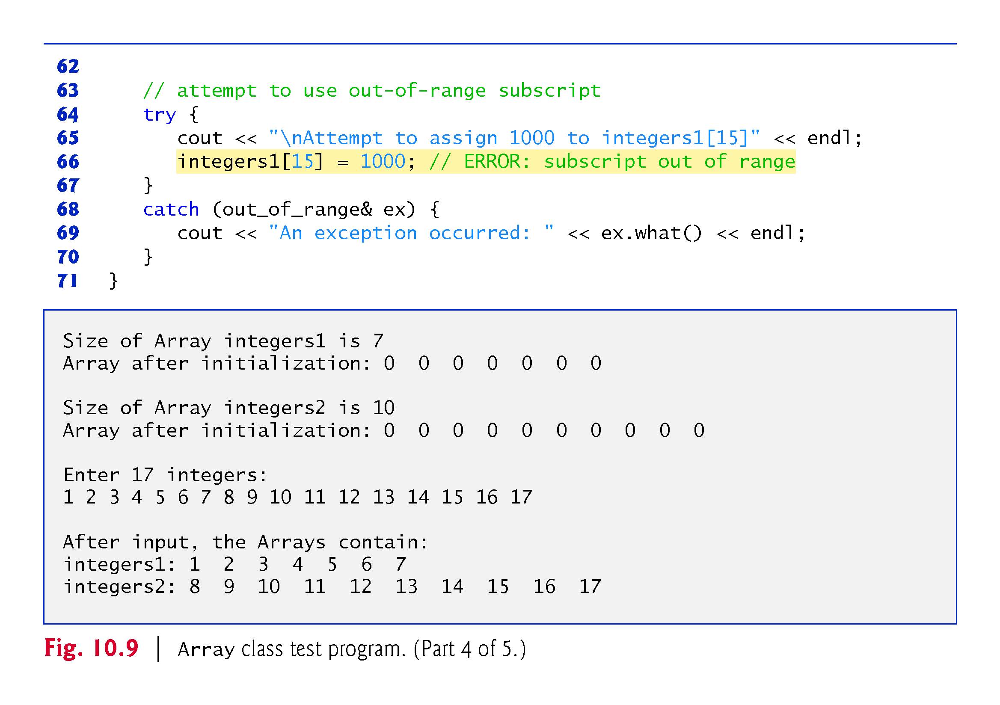 62
63 // attempt to use out-of-range subscript
64 try {
65 cout << "\nAttempt to assign 1000 to integers1[15]" << endl;
66 integers1[15] = 1000; // ERROR: subscript out of range
67 }
68 catch (out_of_range& ex) {
69 cout << "An exception occurred: " << ex.what() << endl;
70 }
71 }
Size of Array integers1 is 7
Array after initialization: 0 0 0 0 0 0 0
Size of Array integers2 is 10
Array after initialization: 0 0 0 0 0 0 0 0 0 0
Enter 17 integers:
1 2 3 4 5 6 7 8 9 10 11 12 13 14 15 16 17
After input, the Arrays contain:
integers1: 1 2 3 4 5 6 7
integers2: 8 9 10 11 12 13 14 15 16 17
Fig. 10.9 | Array class test program. (Part 4 of 5.)